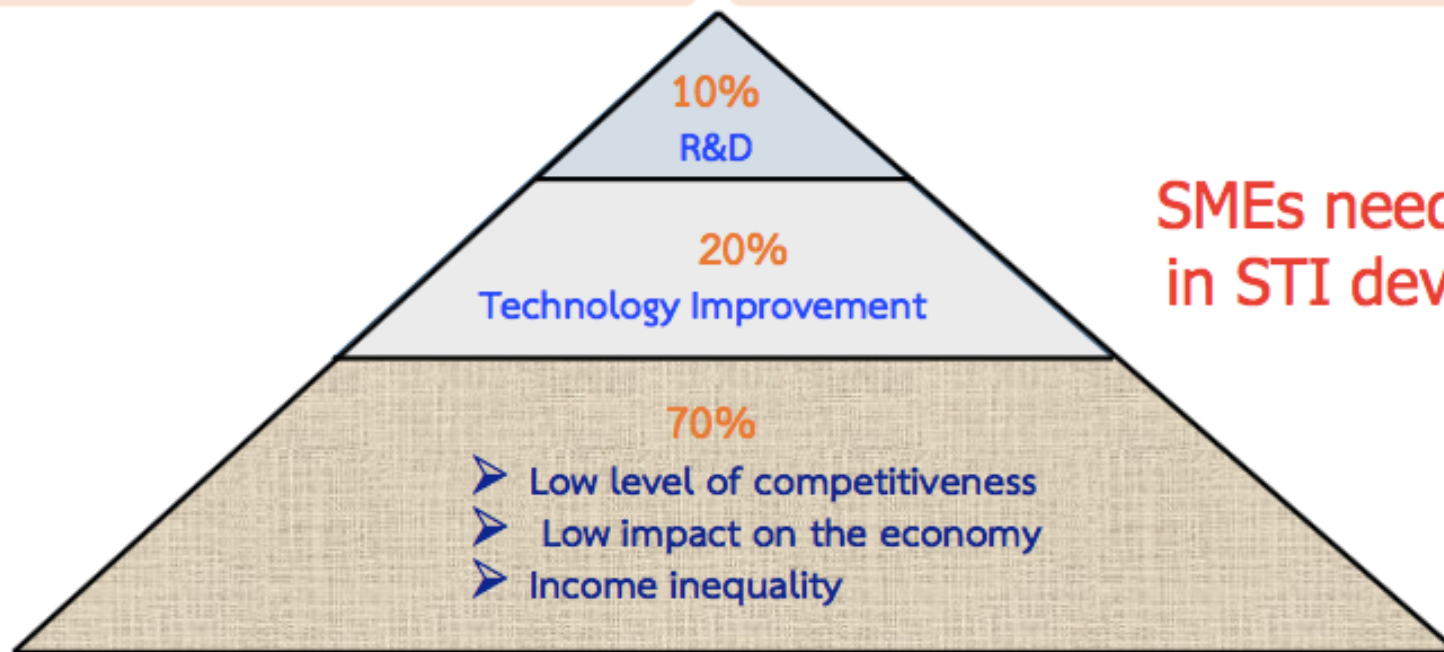 10%
R&D
SMEs need
in STI dev
20%
Technology Improvement
70%
➢ Low level of competitiveness
➢ Low impact on the economy
➢ Income inequality